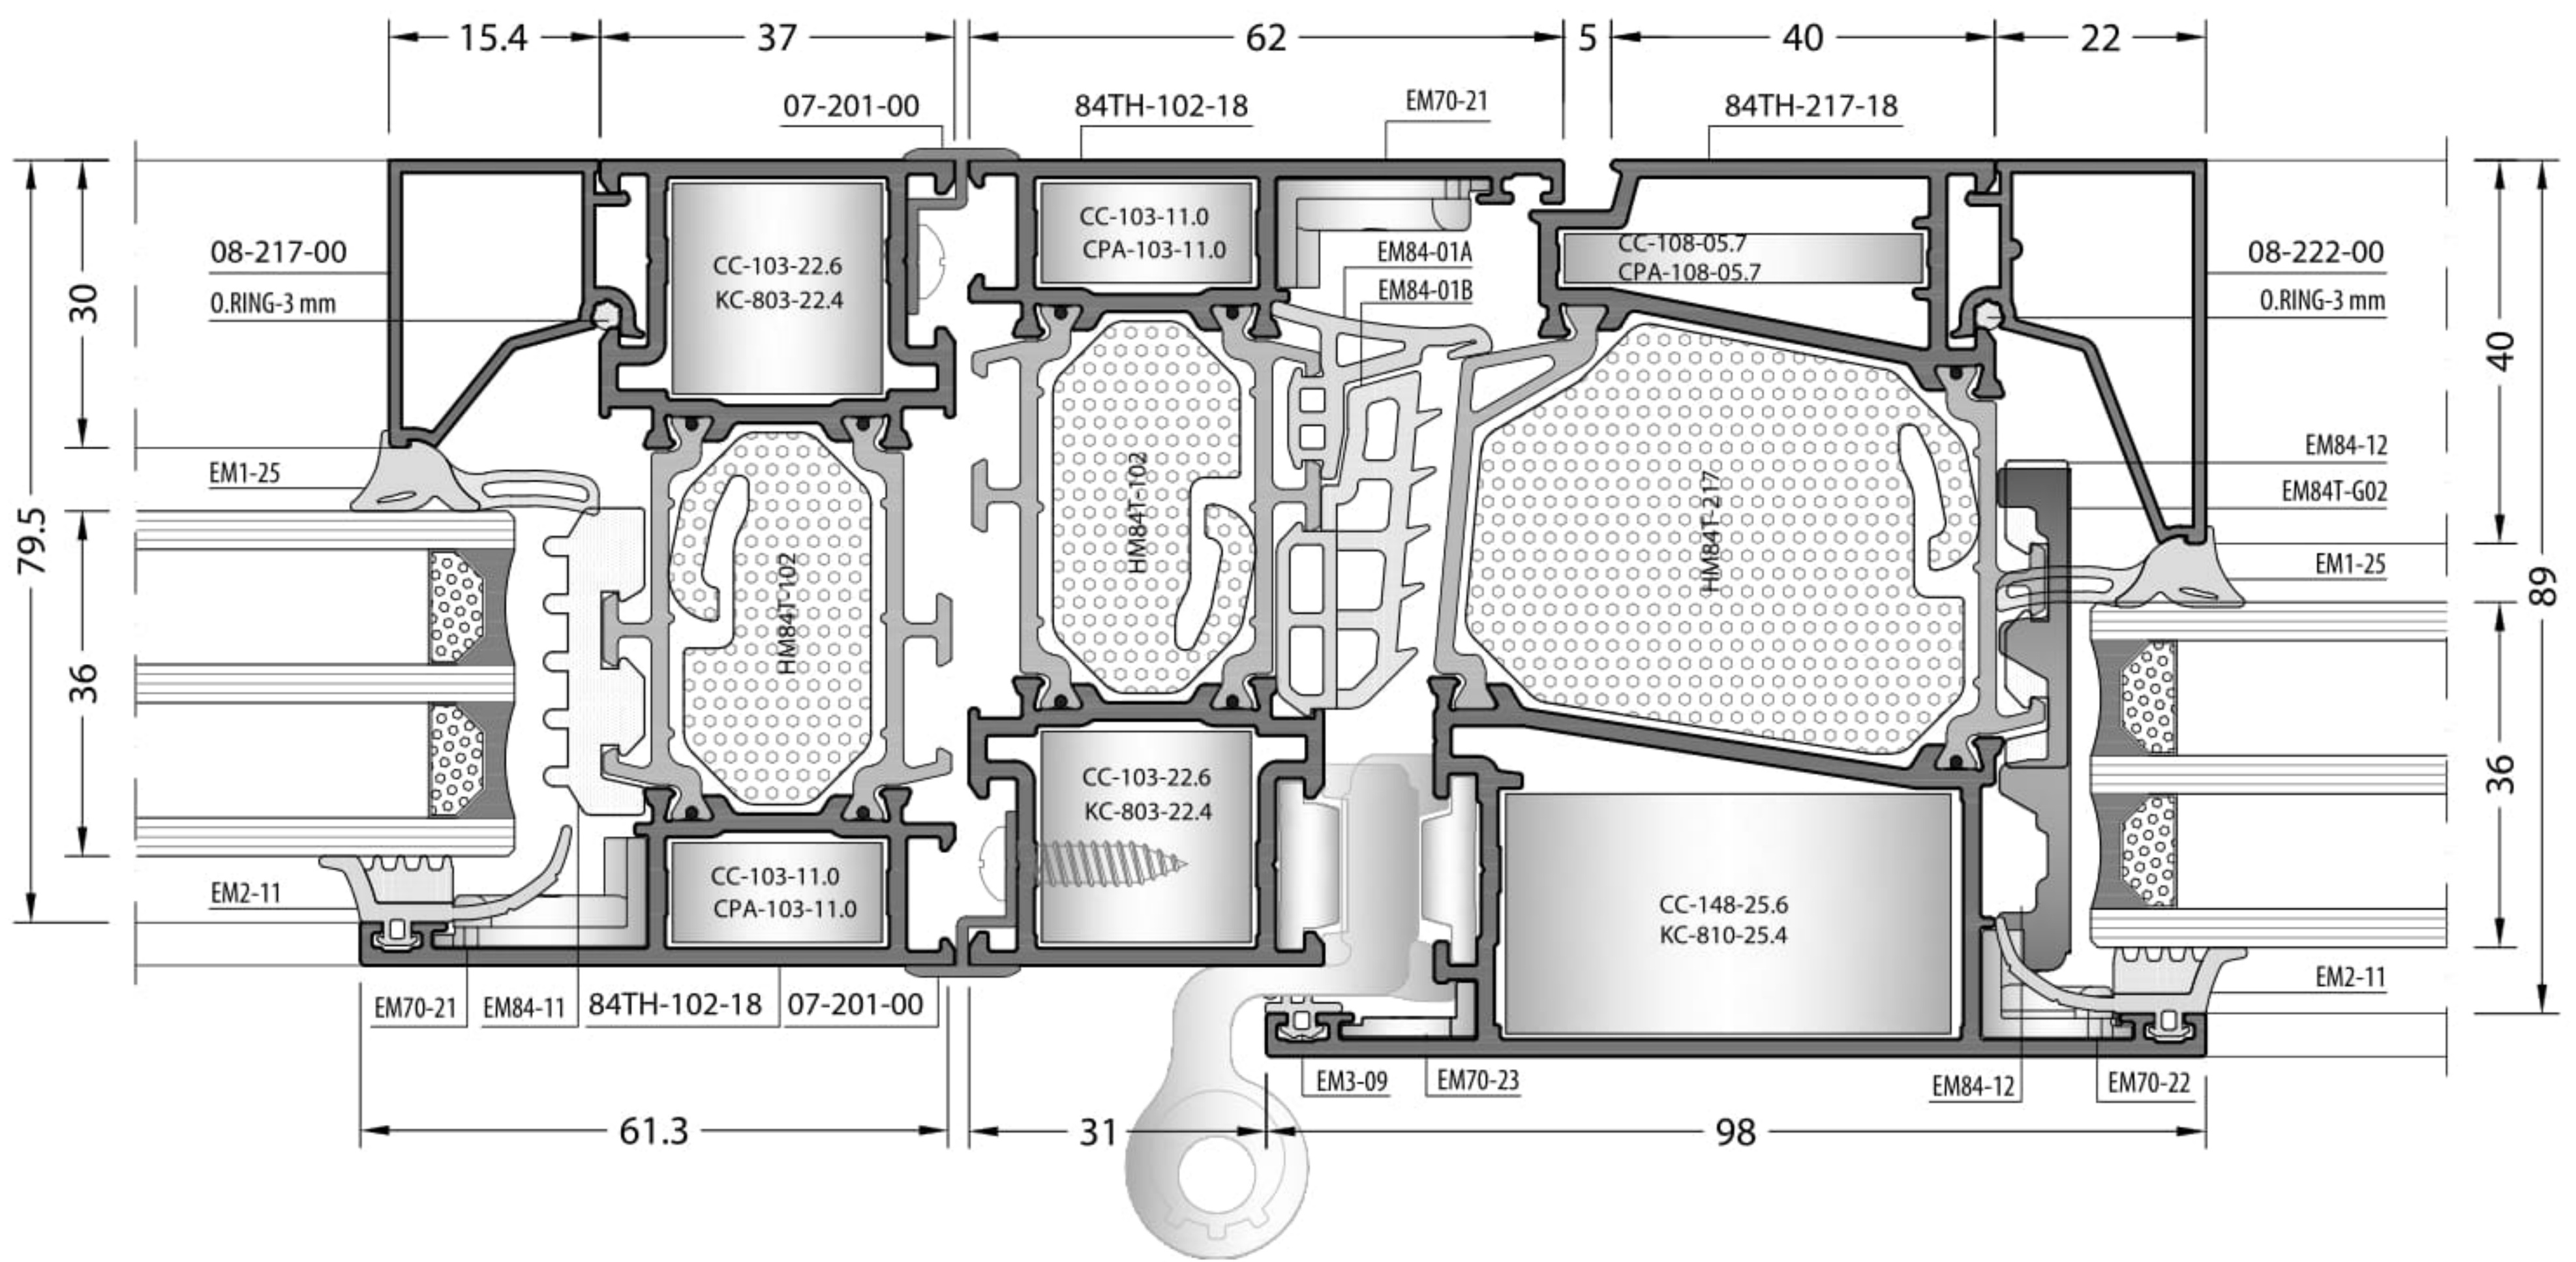 15.4
37
62
5
40
22
07-201-00
84TH-102-18
EM70-21
84TH-217-18
CC-103-11.0
CPA-103-11.0
08-217-00
O.RING-3 mm
CC-103-22.6
KC-803-22.4
EM84-01A
EM84-01B
CC-108-05.7
CPA-108-05.7
08-222-00
O.RING-3 mm
30
40
EM1-25
EM84-12
EM84T-G02
EM1-25
79.5
89
HM84T-102
HM84T-102
HM84T-217
36
36
CC-103-22.6
KC-803-22.4
EM2-11
CC-103-11.0
CPA-103-11.0
CC-148-25.6
KC-810-25.4
EM2-11
EM70-21
EM84-11
84TH-102-18
07-201-00
EM3-09
EM70-23
EM84-12
EM70-22
61.3
31
98